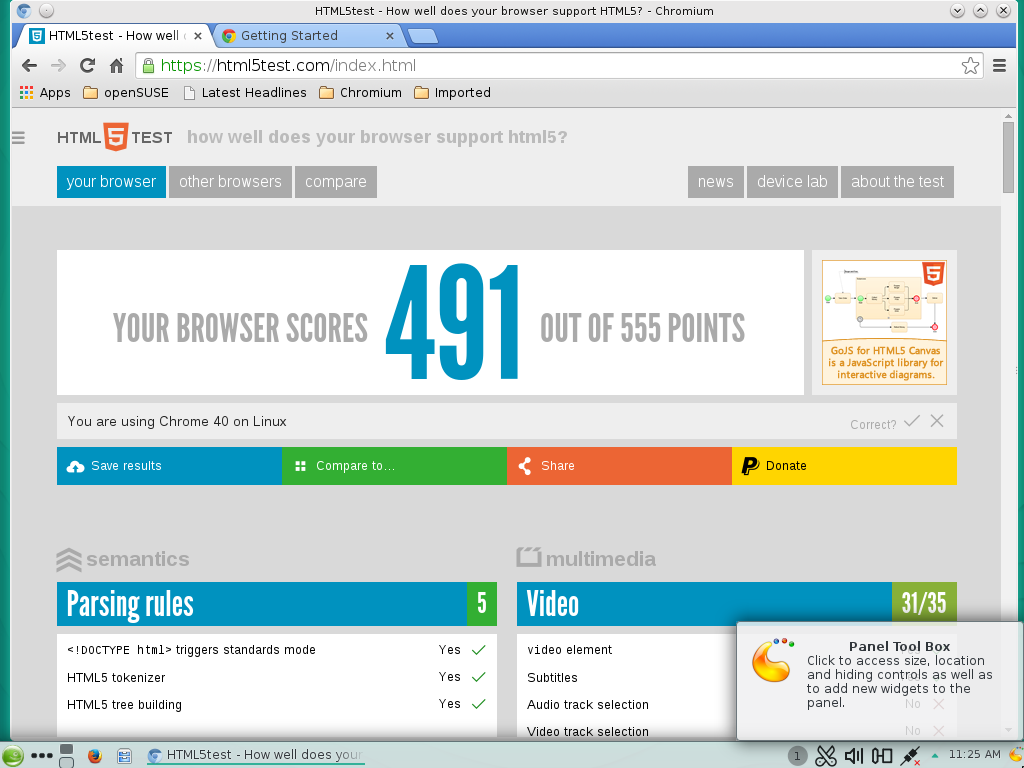 HTML5test - How well does your browser support HTML5? - Chromium
HTML5test - How well
Getting Started
https://html5test.com/index.html
Apps openSUSE Latest Headlines Chromium Imported
HTML 5 TEST how well does your browser support html5?
your browser other browsers compare news device lab about the test
YOUR BROWSER SCORES 491 OUT OF 555 POINTS
5
GoJS for HTML5 Canvas
is a JavaScript library for
interactive diagrams.
You are using Chrome 40 on Linux
Correct?
Save results Compare to... Share Donate
semantics
Parsing rules 5
<!DOCTYPE html> triggers standards mode Yes
HTML5 tokenizer Yes
HTML5 tree building Yes
multimedia
Video 31/35
video element
Subtitles
Audio track selection No
Video track selection No
Panel Tool Box
Click to access size, location
and hiding controls as well as
to add new widgets to the
panel.
HTML5test - How well does your
1
11:25 AM